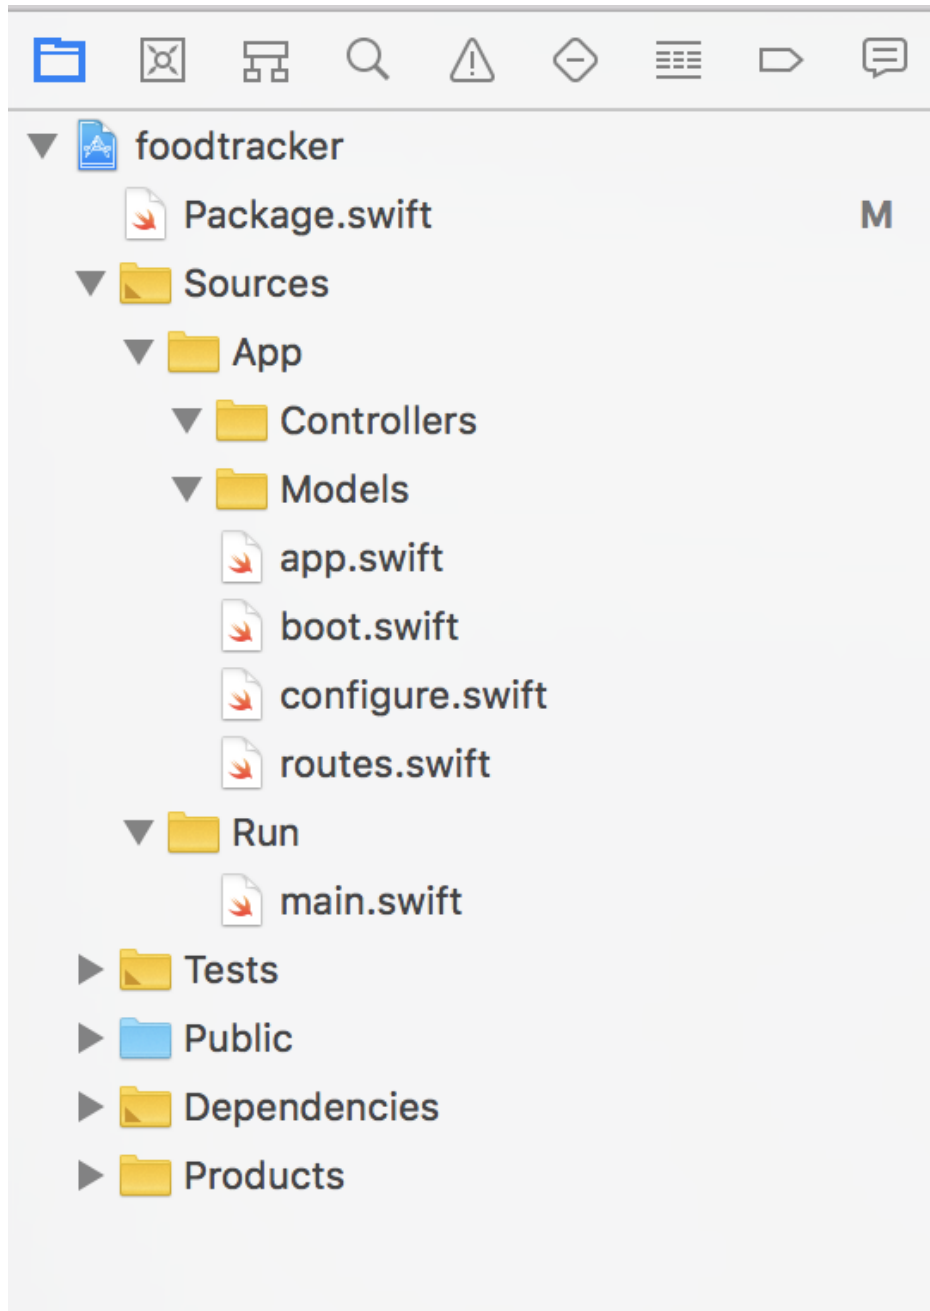 foodtracker
Package.swift M
Sources
App
Controllers
Models
app.swift
boot.swift
configure.swift
routes.swift
Run
main.swift
Tests
Public
Dependencies
Products